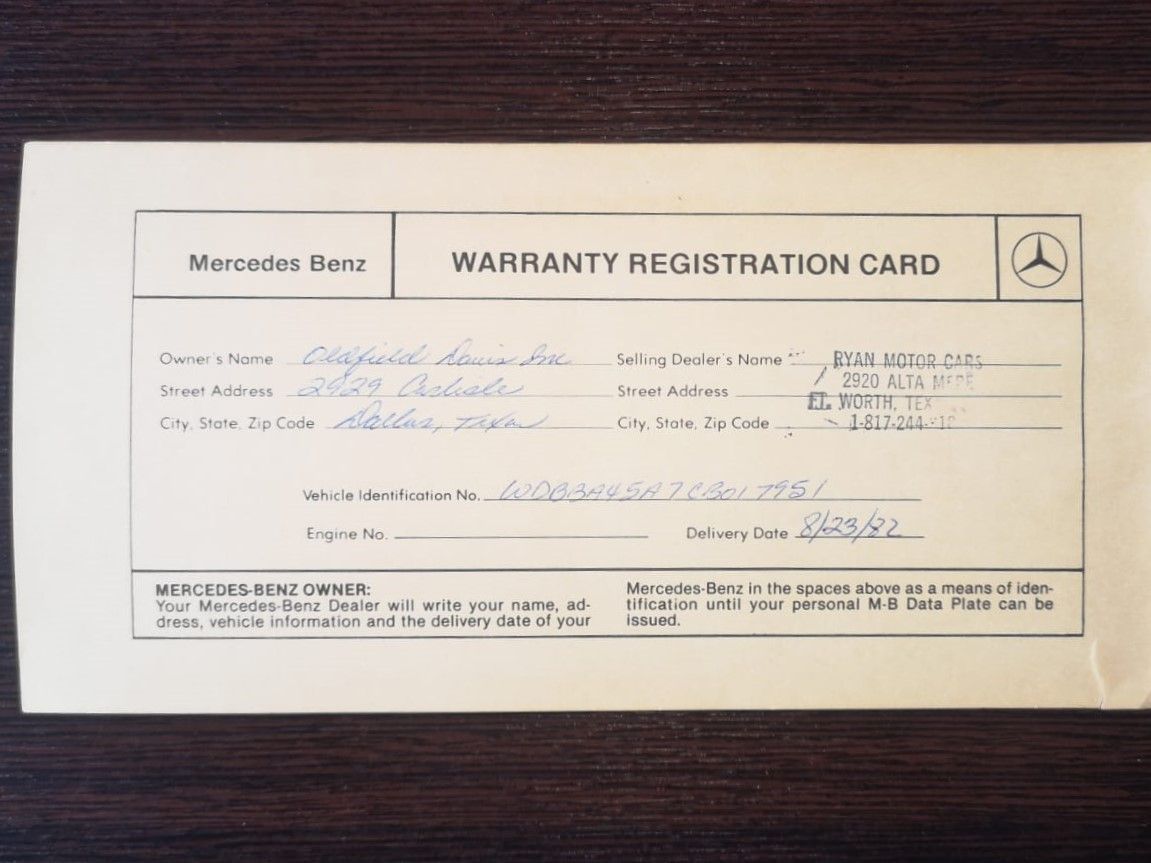 Mercedes Benz
WARRANTY REGISTRATION CARD
Owner's Name Oldfield Davis Inc
Street Address 2929 Carlisle
City, State, Zip Code Dallas, Texas
Selling Dealer's Name RYAN MOTOR CARS
Street Address 2920 ALTA MERE
City, State, Zip Code FT. WORTH, TEX
1-817-244-
Vehicle Identification No. WDBBA45A7CB017951
Engine No. Delivery Date 8/23/82
MERCEDES-BENZ OWNER:
Your Mercedes-Benz Dealer will write your name, ad-
dress, vehicle information and the delivery date of your
Mercedes-Benz in the spaces above as a means of iden-
tification until your personal M-B Data Plate can be
issued.